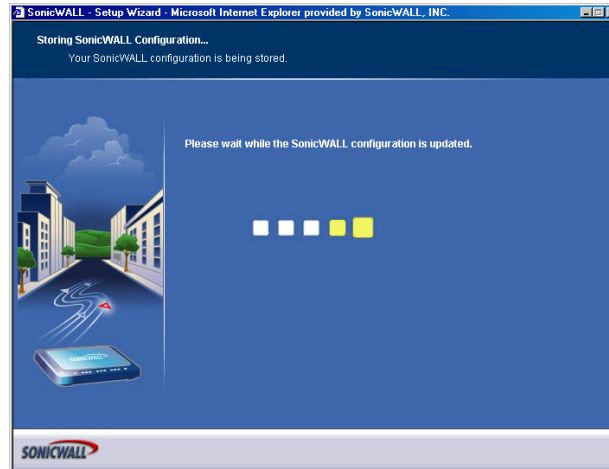 SonicWALL - Setup Wizard - Microsoft Internet Explorer provided by SonicWALL, INC.
Storing SonicWALL Configuration...
Your SonicWALL configuration is being stored.
Please wait while the SonicWALL configuration is updated.
SONICWALL
SONICWALL